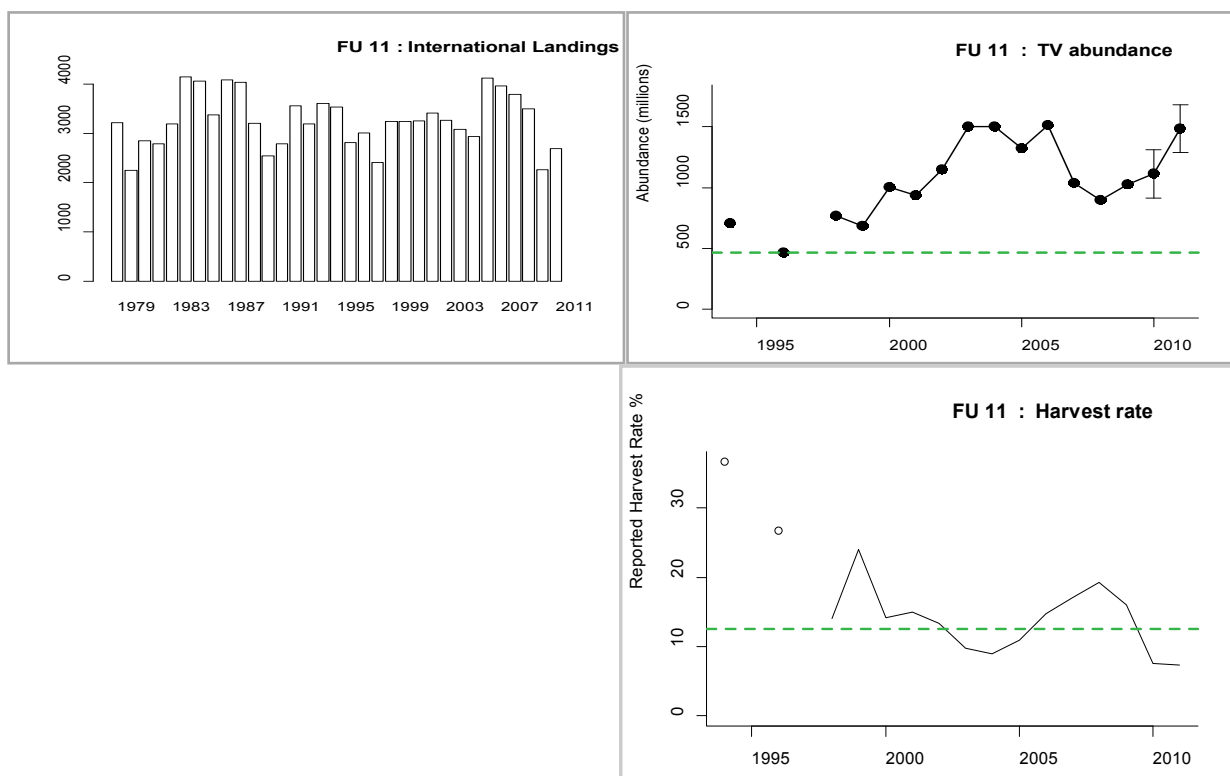 FU 11 : International Landings
4000
3000
2000
1000
0
1979 1983 1987 1991 1995 1999 2003 2007 2011
FU 11 : TV abundance
Abundance (millions)
1500
1000
500
0
1995 2000 2005 2010
FU 11 : Harvest rate
Reported Harvest Rate %
30
20
10
0
1995 2000 2005 2010